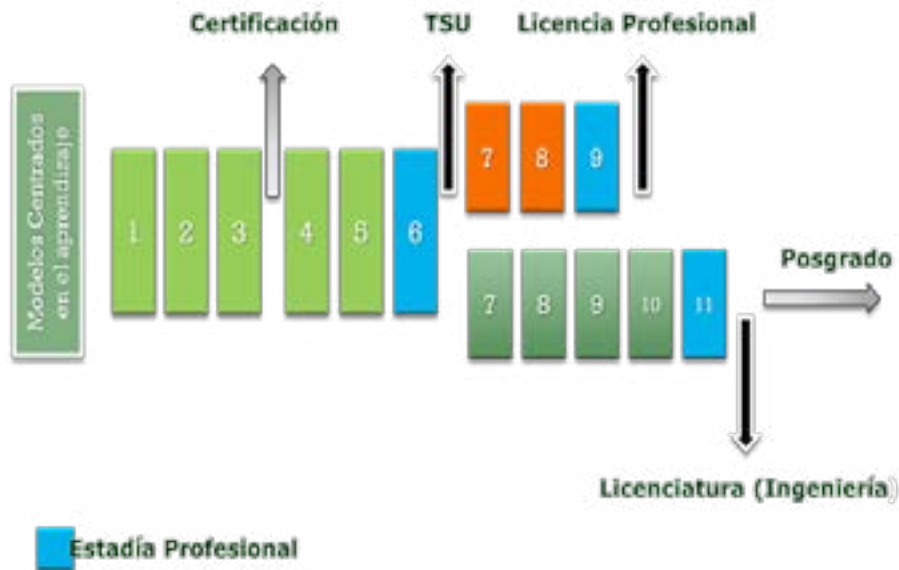 Certificación TSU Licencia Profesional
Modelos Centrados
en el aprendizaje
1 2 3 4 5 6
7 8 9
7 8 9 10 11
Posgrado
Licenciatura (Ingeniería)
Estadía Profesional